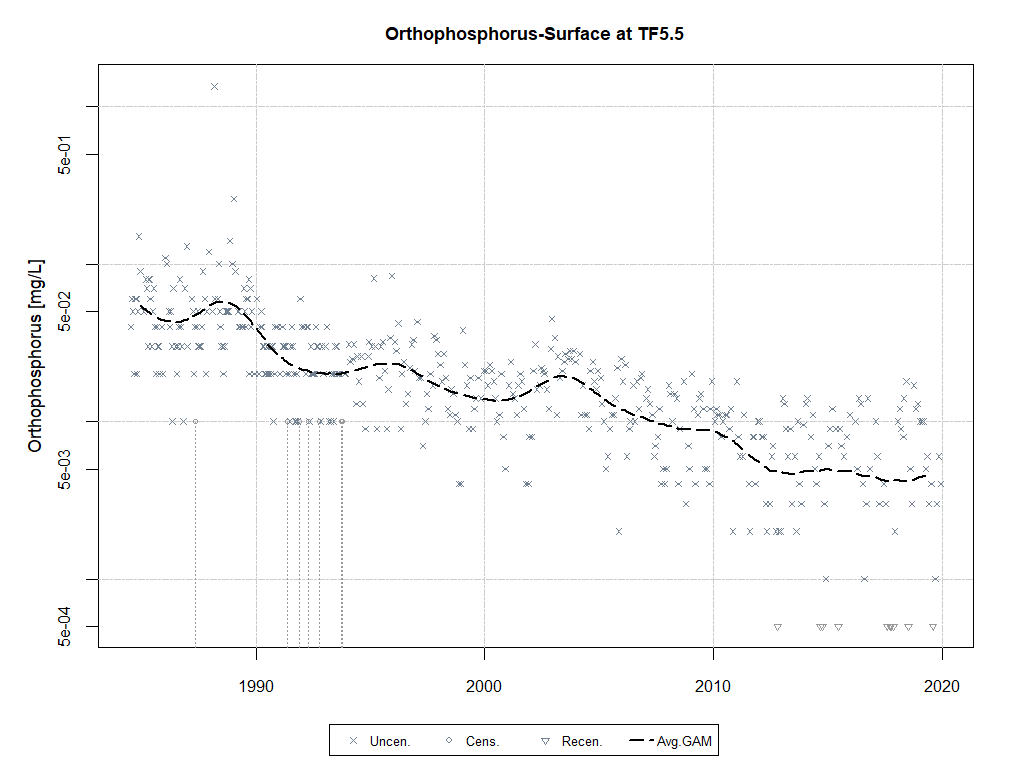 Orthophosphorus-Surface at TF5.5
Orthophosphorus [mg/L]
5e-01
5e-02
5e-03
5e-04
1990 2000 2010 2020
Uncen. Cens. Recen. Avg.GAM